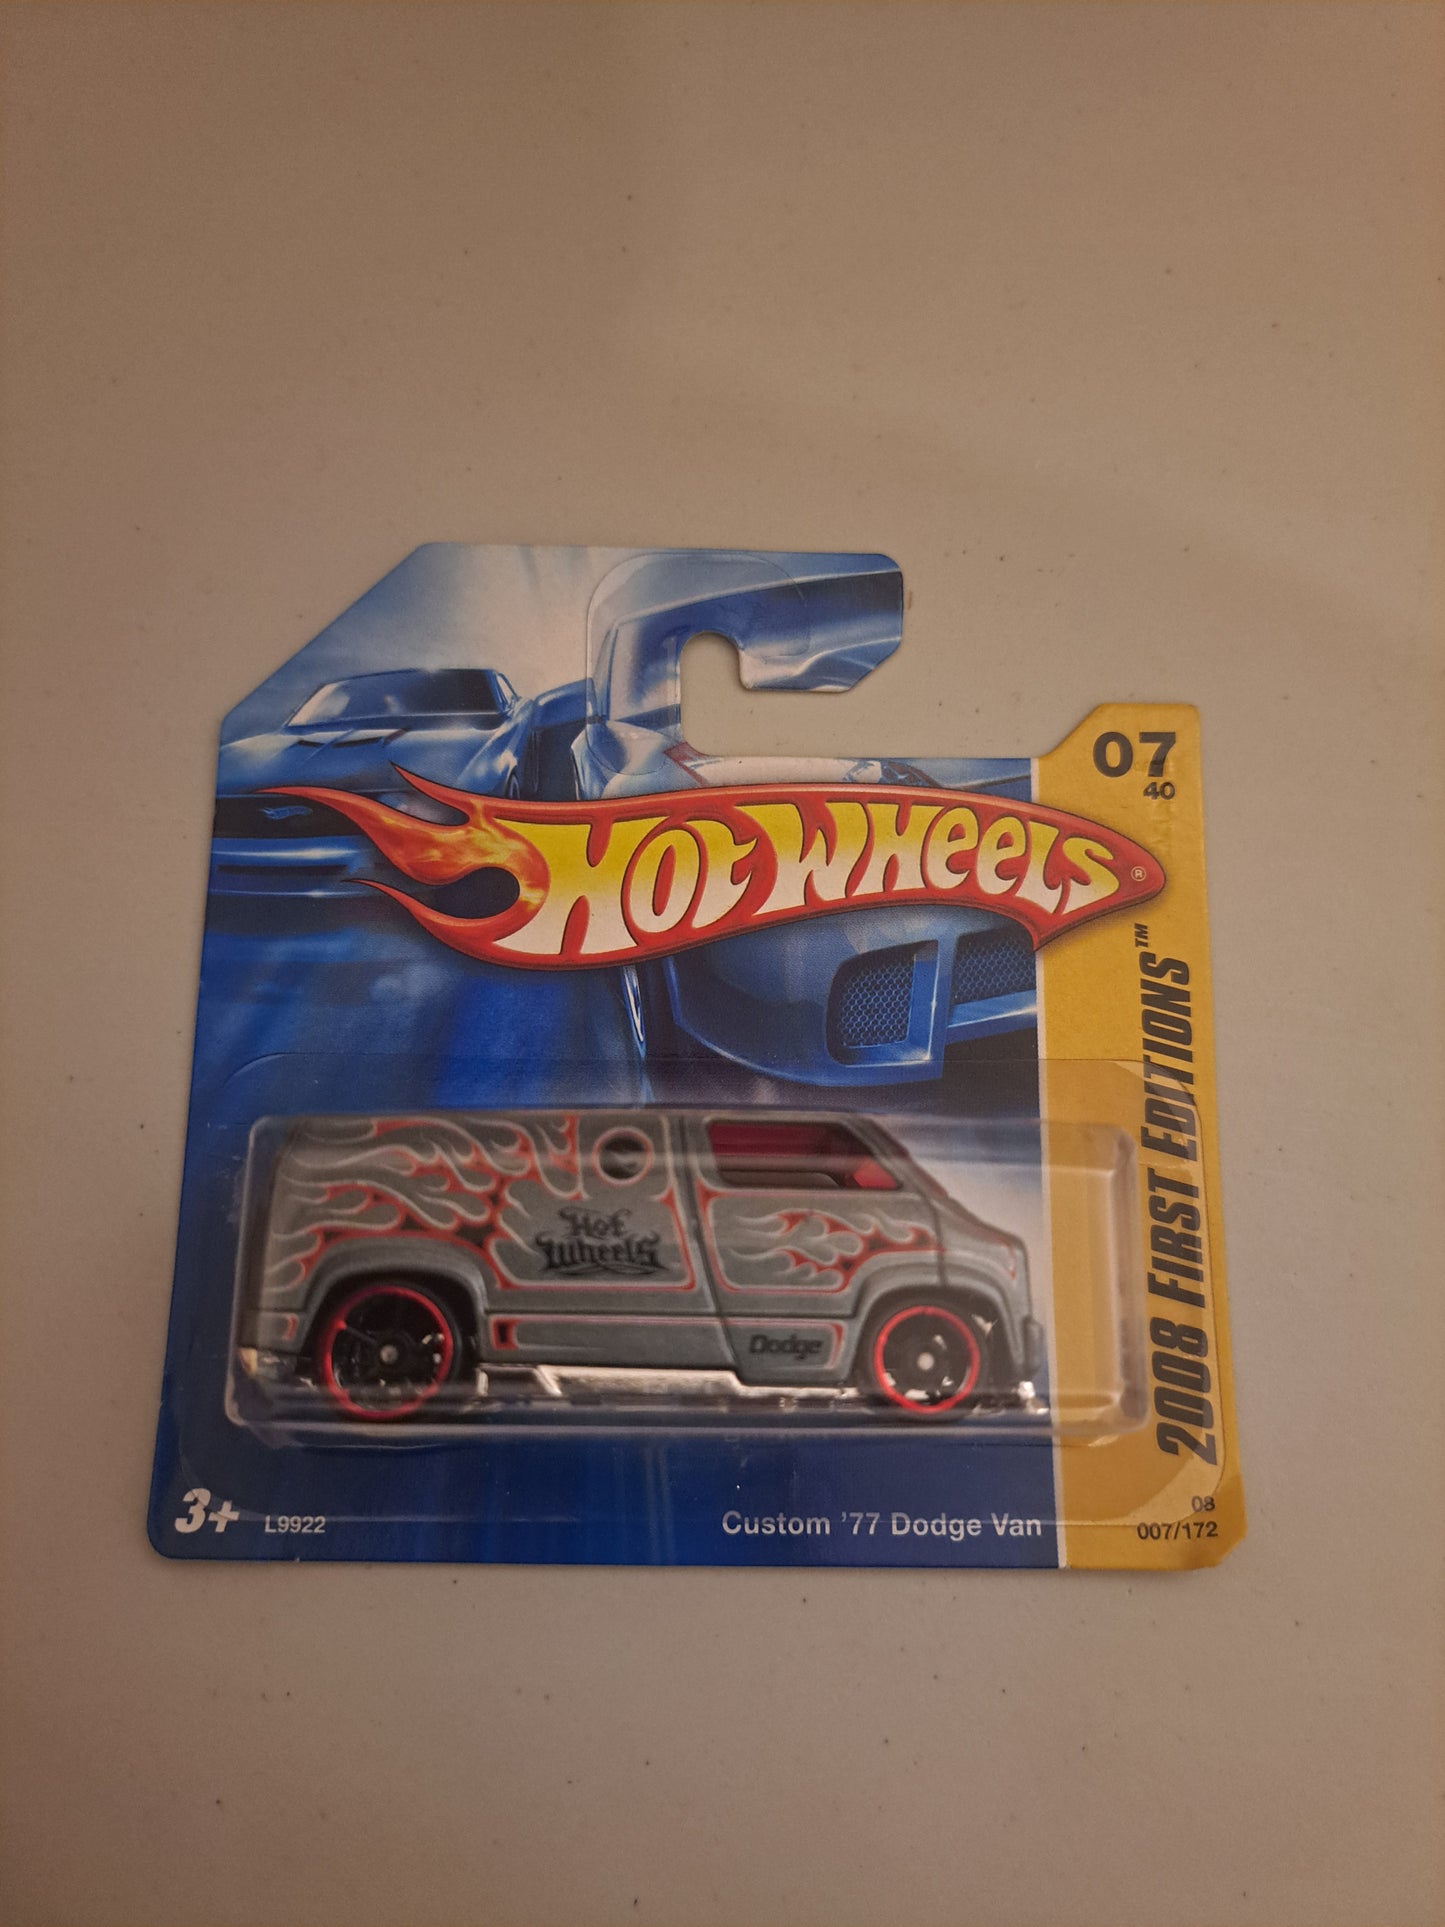 07
40
HOT WHEELS®
2008 FIRST EDITIONS™
Hot
Wheels
Dodge
3+ L9922
Custom '77 Dodge Van
08
007/172